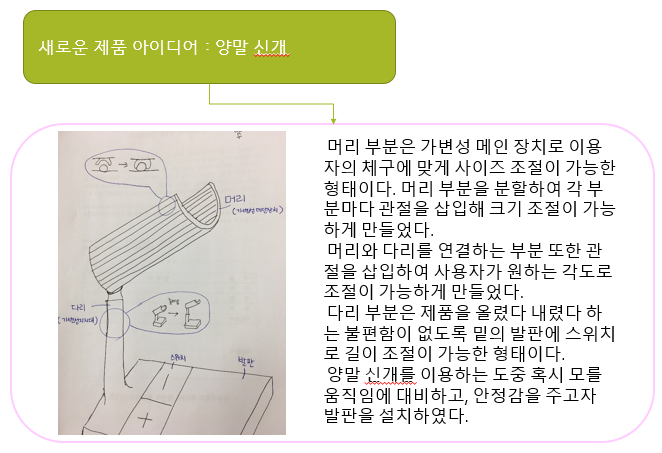 새로운 제품 아이디어 : 양말 신개
머리 부분은 가변성 메인 장치로 이용
자의 체구에 맞게 사이즈 조절이 가능한
형태이다. 머리 부분을 분할하여 각 부
분마다 관절을 삽입해 크기 조절이 가능
하게 만들었다.
머리와 다리를 연결하는 부분 또한 관
절을 삽입하여 사용자가 원하는 각도로
조절이 가능하게 만들었다.
다리 부분은 제품을 올렸다 내렸다 하
는 불편함이 없도록 밑의 발판에 스위치
로 길이 조절이 가능한 형태이다.
양말 신개를 이용하는 도중 혹시 모를
움직임에 대비하고, 안정감을 주고자
발판을 설치하였다.
머리
다리
스위치
발판